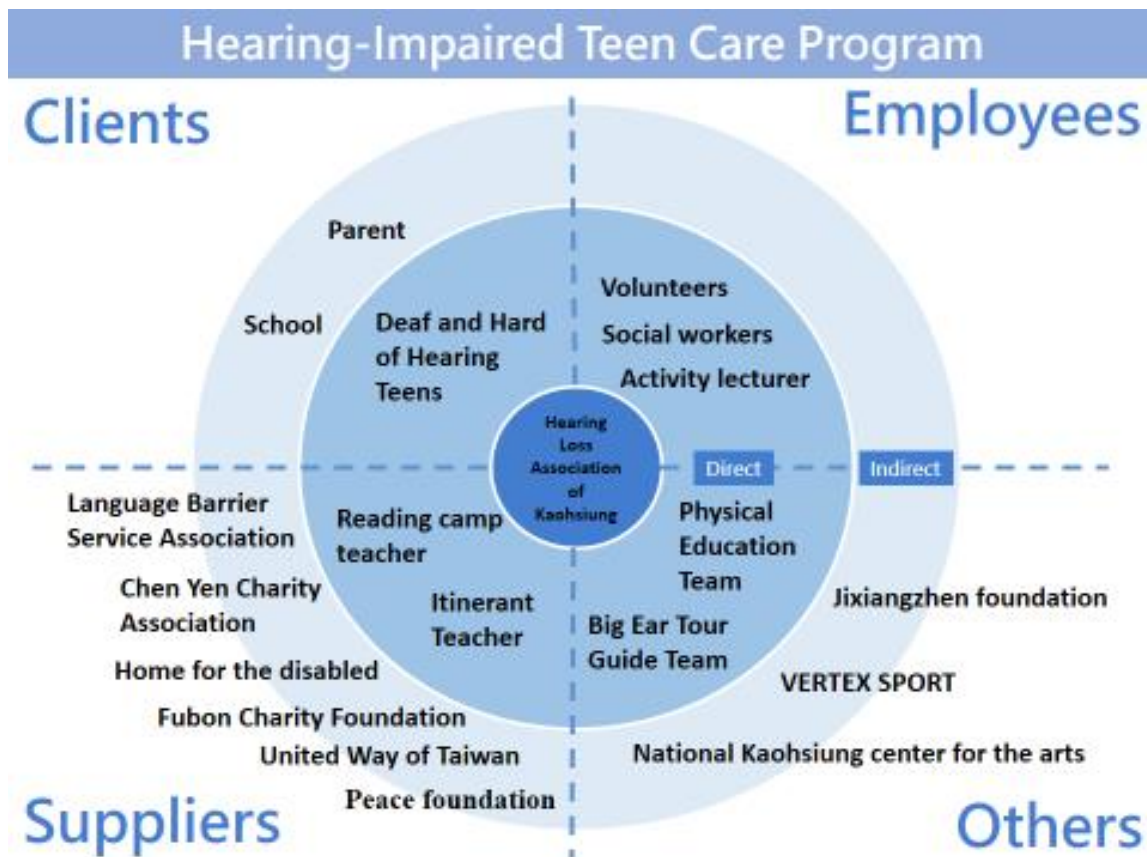 Hearing-Impaired Teen Care Program
Clients
Employees
Parent
School
Deaf and Hard
of Hearing
Teens
Volunteers
Social workers
Activity lecturer
Hearing
Loss
Association
of
Kaohsiung
Direct
Indirect
Language Barrier
Service Association
Chen Yen Charity
Association
Home for the disabled
Fubon Charity Foundation
United Way of Taiwan
Peace foundation
Reading camp
teacher
Itinerant
Teacher
Physical
Education
Team
Big Ear Tour
Guide Team
Jixiangzhen foundation
VERTEX SPORT
National Kaohsiung center for the arts
Suppliers
Others